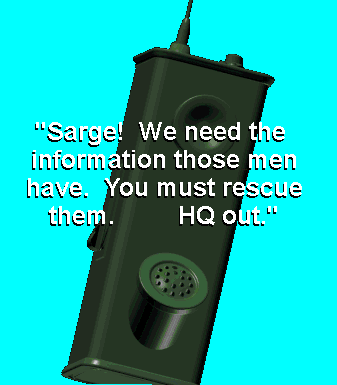 "Sarge!  We need the
information those men
have.  You must rescue
them.         HQ out."